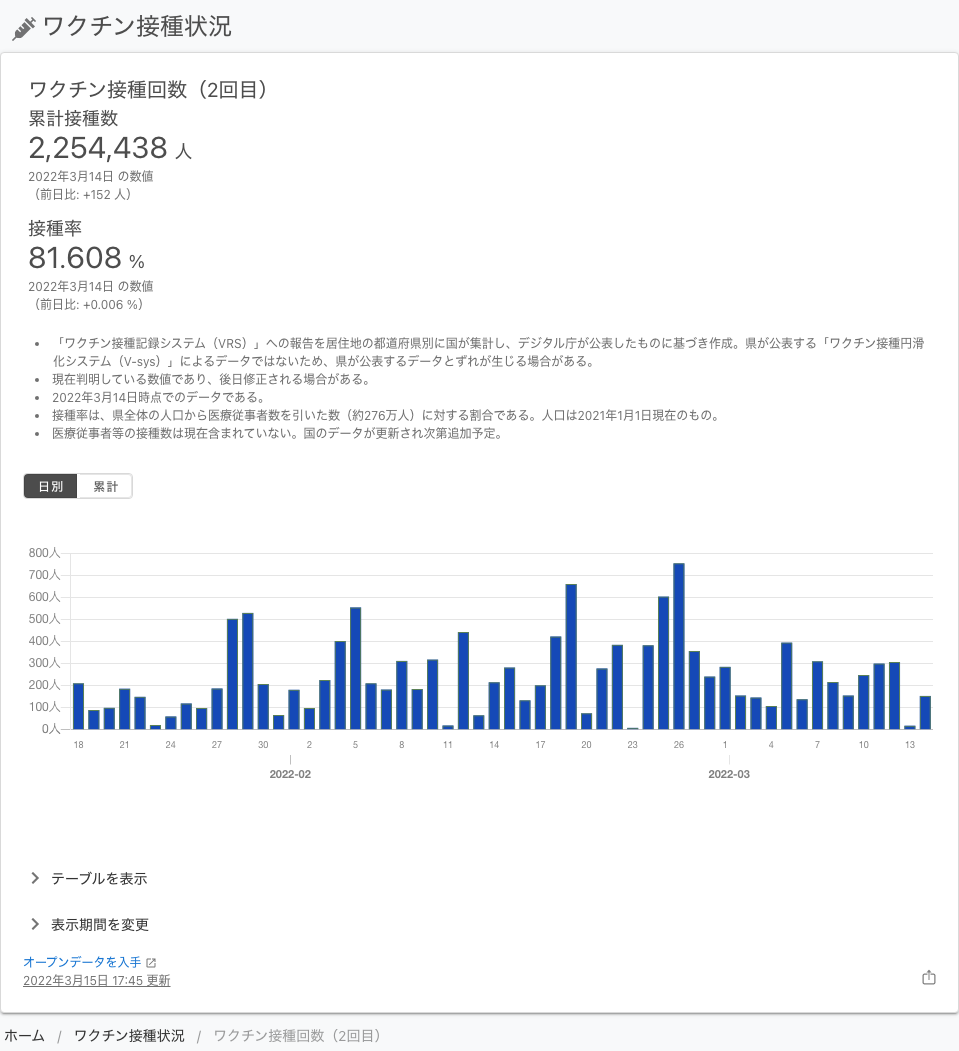 ワクチン接種状況
ワクチン接種回数（2回目）
累計接種数
2,254,438 人
2022年3月14日 の数値
（前日比: +152 人）
接種率
81.608 %
2022年3月14日 の数値
（前日比: +0.006 %）
• 「ワクチン接種記録システム（VRS）」への報告を居住地の都道府県別に国が集計し、デジタル庁が公表したものに基づき作成。県が公表する「ワクチン接種円滑
化システム（V-sys）」によるデータではないため、県が公表するデータとずれが生じる場合がある。
• 現在判明している数値であり、後日修正される場合がある。
• 2022年3月14日時点でのデータである。
• 接種率は、県全体の人口から医療従事者数を引いた数（約276万人）に対する割合である。人口は2021年1月1日現在のもの。
• 医療従事者等の接種数は現在含まれていない。国のデータが更新され次第追加予定。
日別 累計
800人
700人
600人
500人
400人
300人
200人
100人
0人
18 21 24 27 30 2 5 8 11 14 17 20 23 26 1 4 7 10 13
2022-02 2022-03
テーブルを表示
表示期間を変更
オープンデータを入手
2022年3月15日 17:45 更新
ホーム / ワクチン接種状況 / ワクチン接種回数（2回目）